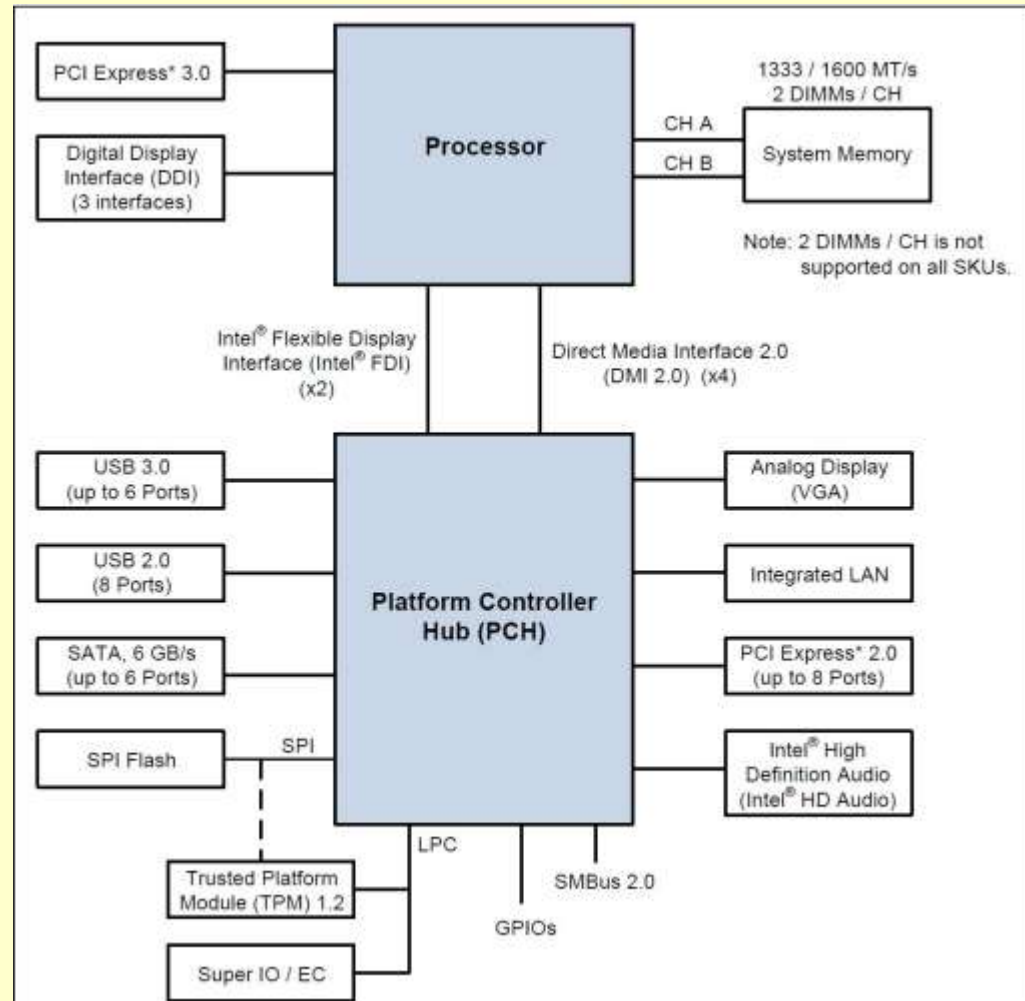 PCI Express* 3.0
Digital Display
Interface (DDI)
(3 interfaces)
Processor
CH A
CH B
1333 / 1600 MT/s
2 DIMMs / CH
System Memory
Note: 2 DIMMs / CH is not
supported on all SKUs.
Intel® Flexible Display
Interface (Intel® FDI)
(x2)
Direct Media Interface 2.0
(DMI 2.0) (x4)
USB 3.0
(up to 6 Ports)
USB 2.0
(8 Ports)
SATA, 6 GB/s
(up to 6 Ports)
SPI Flash
SPI
Platform Controller
Hub (PCH)
Analog Display
(VGA)
Integrated LAN
PCI Express* 2.0
(up to 8 Ports)
Intel® High
Definition Audio
(Intel® HD Audio)
LPC
Trusted Platform
Module (TPM) 1.2
Super IO / EC
GPIOs
SMBus 2.0